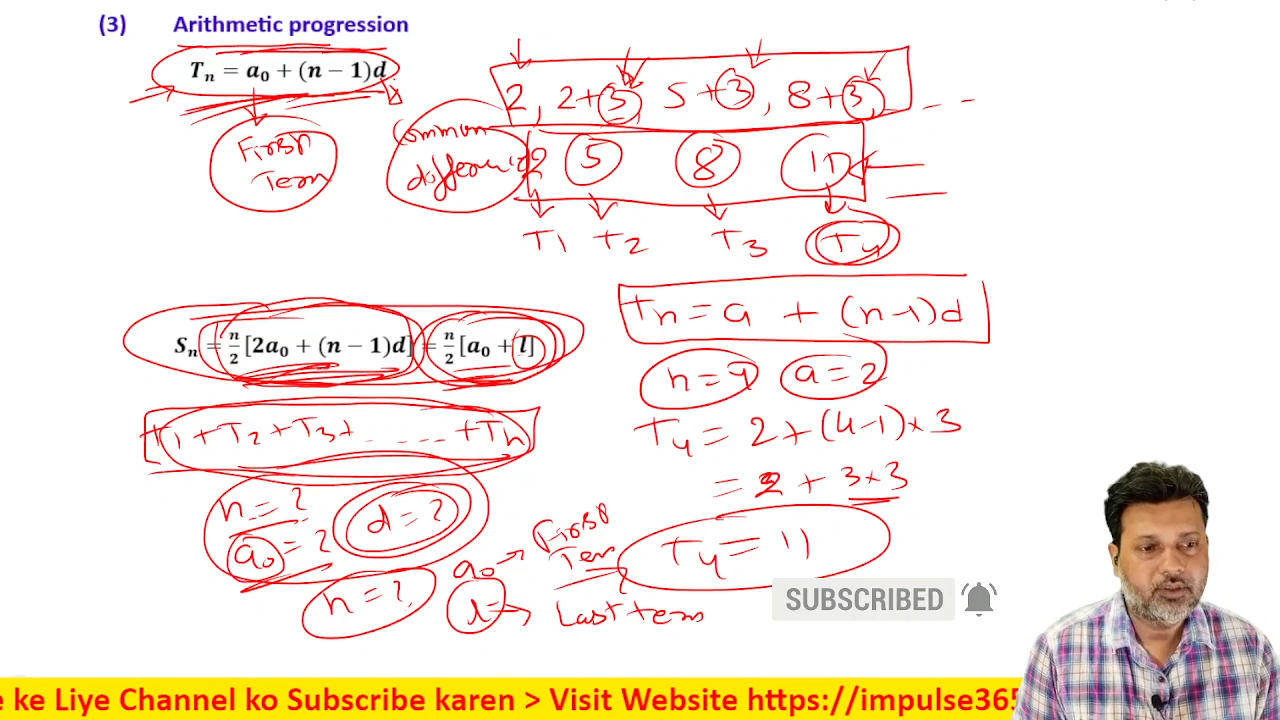 (3) Arithmetic progression
Tₙ = a₀ + (n − 1)d
First
Term
Common
difference
2, 2+3, 5+3, 8+3, - - -
2 5 8 11
T1 T2 T3 T4
Sₙ = n/2 [2a₀ + (n − 1)d] = n/2 [a₀ + l]
T1 + T2 + T3 + ... ... + Tn
n = ?
a₀ = ?
d = ?
n = ?
a₀ → First
Term
l → Last term
Tn = a + (n-1)d
n = 4 a = 2
T4 = 2 + (4-1) × 3
= 2 + 3×3
T4 = 11
SUBSCRIBED
e ke Liye Channel ko Subscribe karen > Visit Website https://impulse365